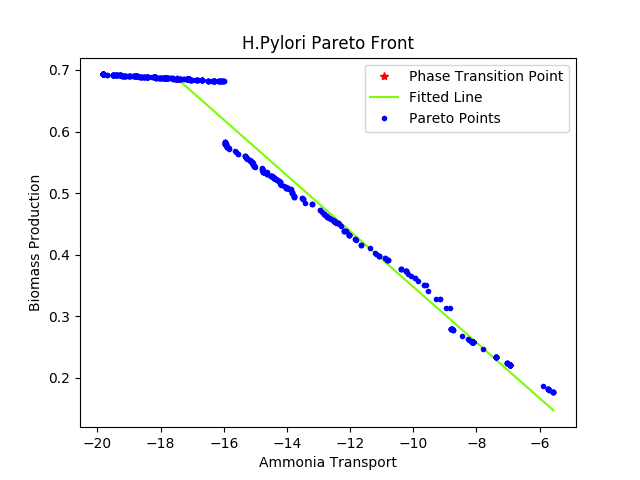 H.Pylori Pareto Front
Phase Transition Point
Fitted Line
Pareto Points
Biomass Production
0.7
0.6
0.5
0.4
0.3
0.2
−20 −18 −16 −14 −12 −10 −8 −6
Ammonia Transport